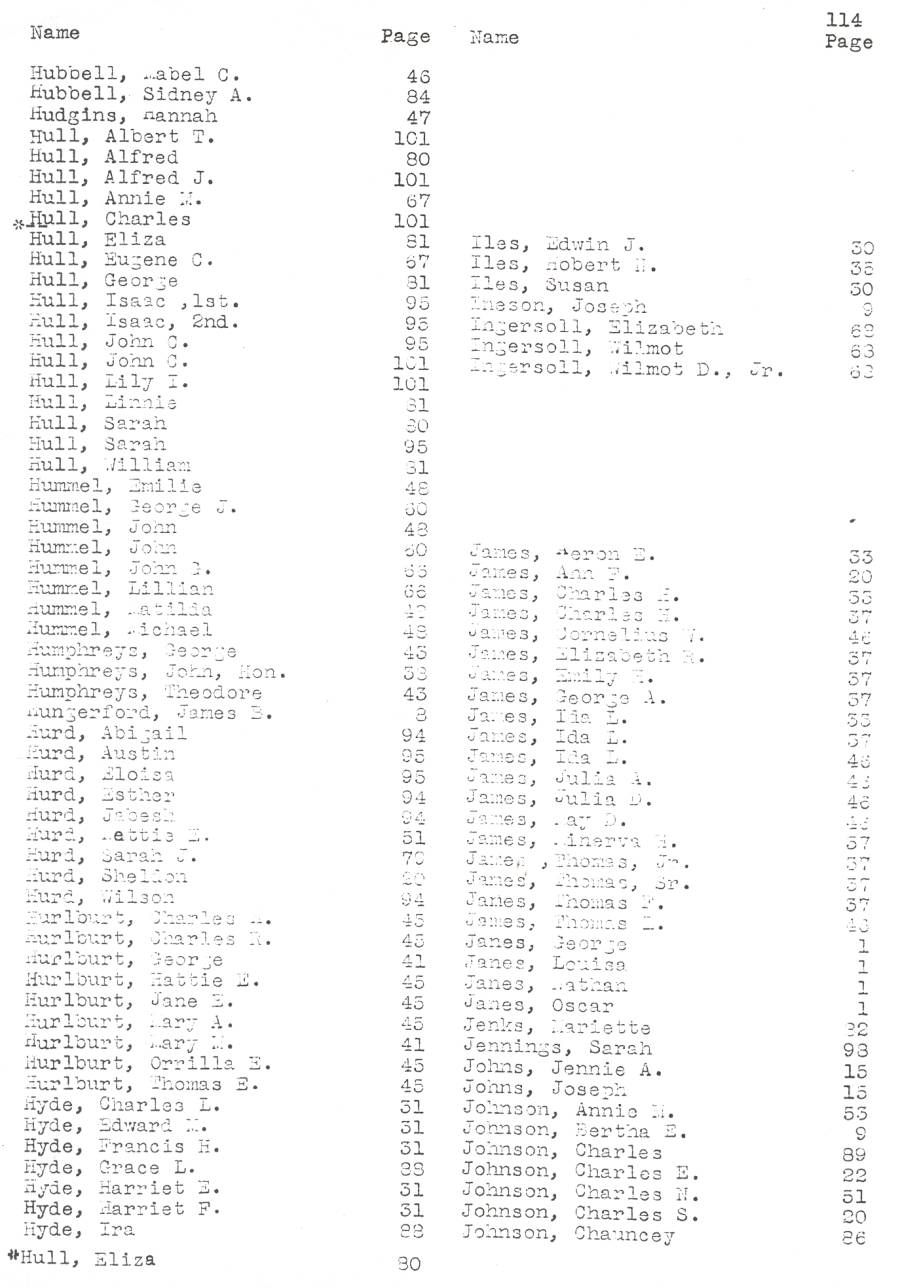 114
Name Page Name Page
Hubbell, Mabel C. 46
Hubbell, Sidney A. 84
Hudgins, Hannah 47
Hull, Albert T. 101
Hull, Alfred 80
Hull, Alfred J. 101
Hull, Annie M. 67
*Hull, Charles 101
Hull, Eliza 81
Hull, Eugene C. 67
Hull, George 81
Hull, Isaac ,1st. 95
Hull, Isaac, 2nd. 95
Hull, John C. 95
Hull, John C. 101
Hull, Lily I. 101
Hull, Linnie 81
Hull, Sarah 80
Hull, Sarah 95
Hull, William 81
Hummel, Emilie 48
Hummel, George J. 60
Hummel, John 48
Hummel, John 60
Hummel, John G. 66
Hummel, Lillian 66
Hummel, Matilia 48
Hummel, Michael 48
Humphreys, George 43
Humphreys, John, Hon. 38
Humphreys, Theodore 43
Hungerford, James B. 8
Hurd, Abigail 94
Hurd, Austin 95
Hurd, Eloisa 95
Hurd, Esther 94
Hurd, Jabesh 94
Hurd, Mattie E. 51
Hurd, Sarah J. 70
Hurd, Sheldon 20
Hurd, Wilson 94
Hurlburt, Charles 45
Hurlburt, Charles R. 45
Hurlburt, George 41
Hurlburt, Hattie E. 45
Hurlburt, Jane E. 45
Hurlburt, Mary A. 45
Hurlburt, Mary M. 41
Hurlburt, Orrilla E. 45
Hurlburt, Thomas E. 45
Hyde, Charles L. 31
Hyde, Edward M. 31
Hyde, Francis H. 31
Hyde, Grace L. 88
Hyde, Harriet E. 31
Hyde, Harriet F. 31
Hyde, Ira 88
*Hull, Eliza 80
Iles, Edwin J. 30
Iles, Robert H. 35
Iles, Susan 30
Ineson, Joseph 9
Ingersoll, Elizabeth 63
Ingersoll, Wilmot 63
Ingersoll, Wilmot D., Jr. 63
James, Aeron E. 33
James, Ann F. 20
James, Charles H. 33
James, Charles H. 37
James, Cornelius V. 46
James, Elizabeth R. 37
James, Emily H. 37
James, George A. 37
James, Ida L. 33
James, Ida L. 37
James, Ida L. 46
James, Julia A. 46
James, Julia D. 46
James, May D. 46
James, Minerva H. 37
James ,Thomas, Jr. 37
James, Thomas, Sr. 37
James, Thomas F. 37
James, Thomas L. 46
Janes, George 1
Janes, Louisa 1
Janes, Nathan 1
Janes, Oscar 1
Jenks, Mariette 22
Jennings, Sarah 98
Johns, Jennie A. 15
Johns, Joseph 15
Johnson, Annie M. 53
Johnson, Bertha E. 9
Johnson, Charles 89
Johnson, Charles E. 22
Johnson, Charles N. 51
Johnson, Charles S. 20
Johnson, Chauncey 86